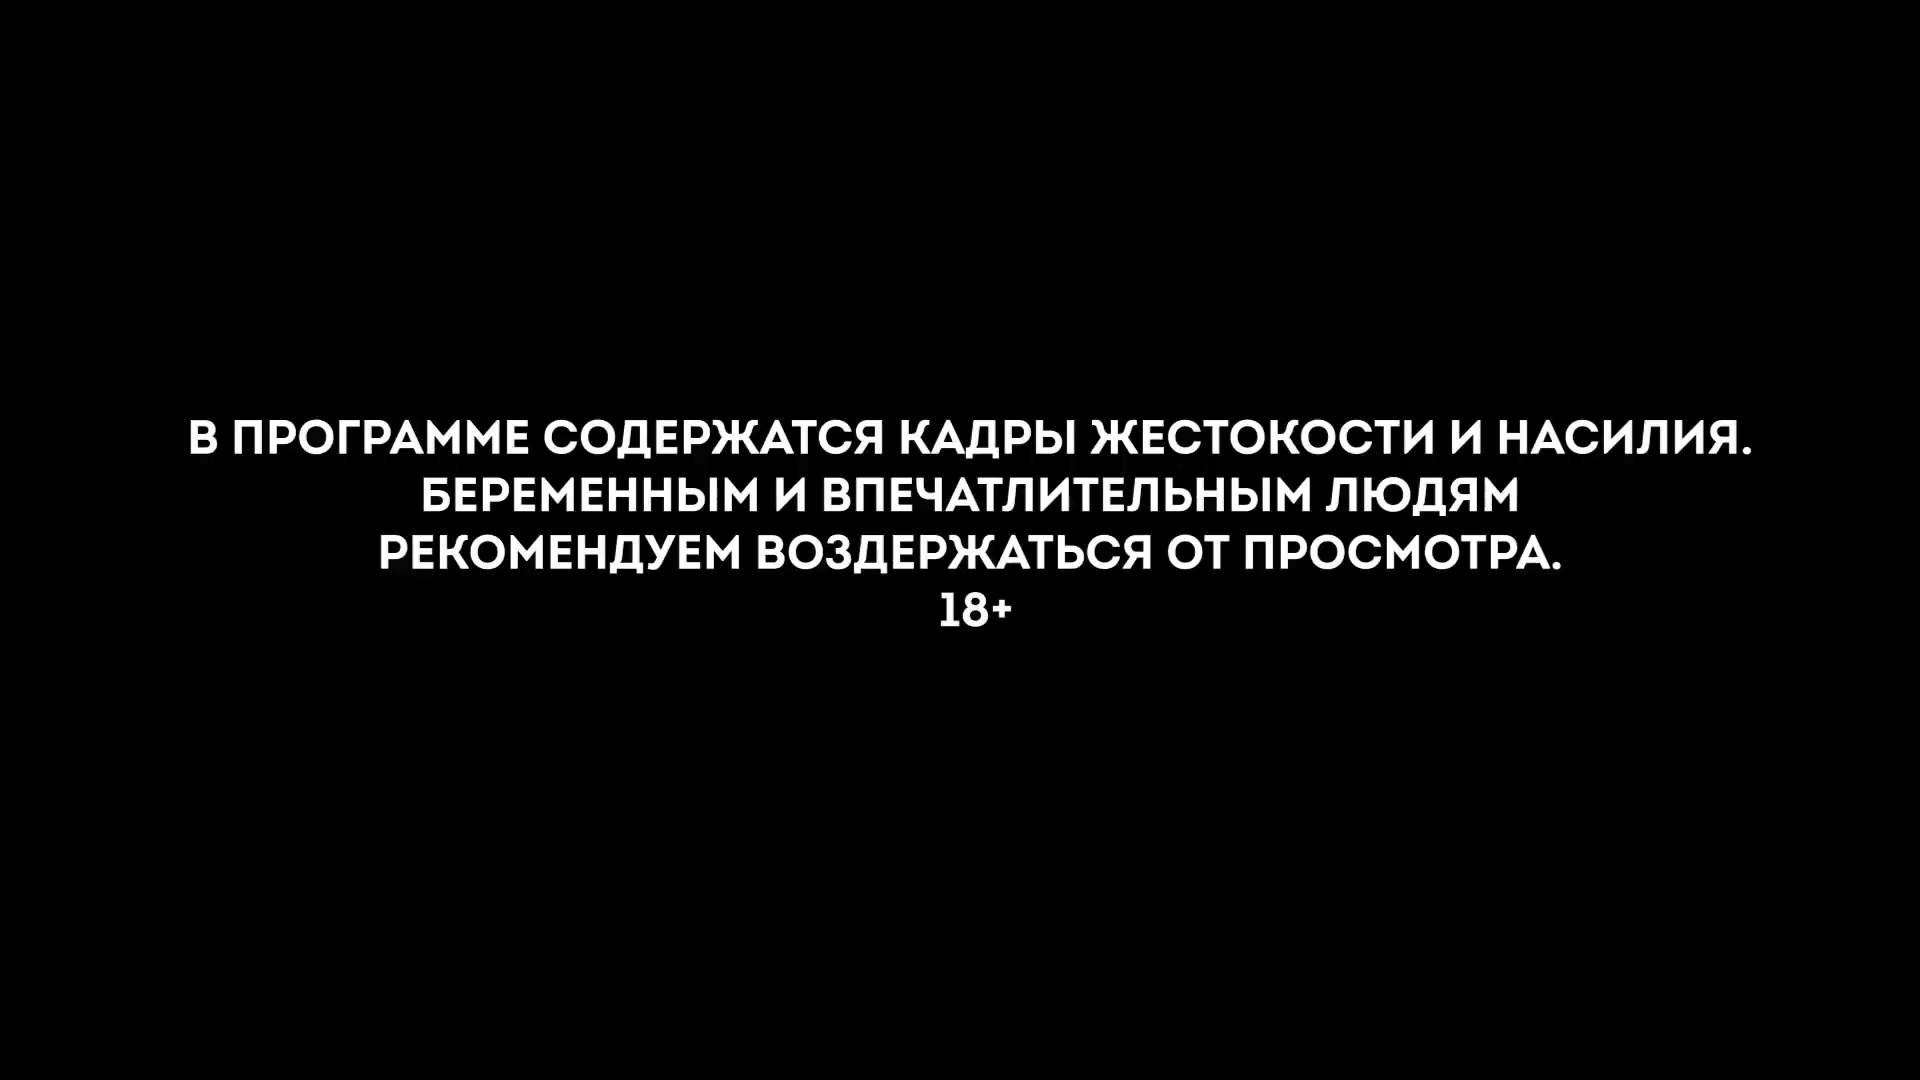 В ПРОГРАММЕ СОДЕРЖАТСЯ КАДРЫ ЖЕСТОКОСТИ И НАСИЛИЯ.
БЕРЕМЕННЫМ И ВПЕЧАТЛИТЕЛЬНЫМ ЛЮДЯМ
РЕКОМЕНДУЕМ ВОЗДЕРЖАТЬСЯ ОТ ПРОСМОТРА.
18+